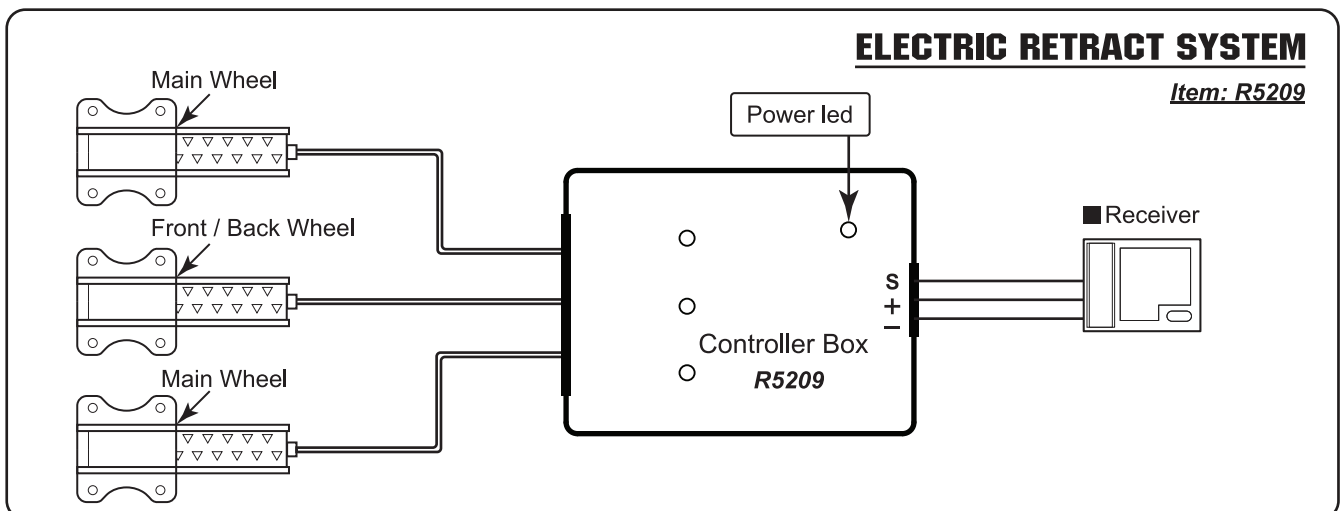 ELECTRIC RETRACT SYSTEM
Item: R5209
Main Wheel
Power led
Front / Back Wheel
■ Receiver
S
+
−
Controller Box
R5209
Main Wheel